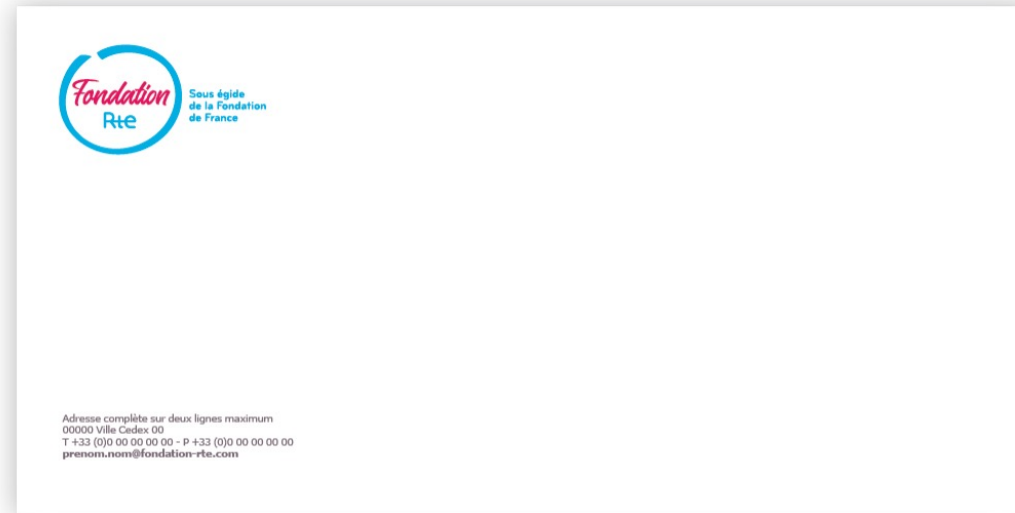 Fondation
Rte
Sous égide
de la Fondation
de France
Adresse complète sur deux lignes maximum
00000 Ville Cedex 00
T +33 (0)0 00 00 00 00 - P +33 (0)0 00 00 00 00
prenom.nom@fondation-rte.com